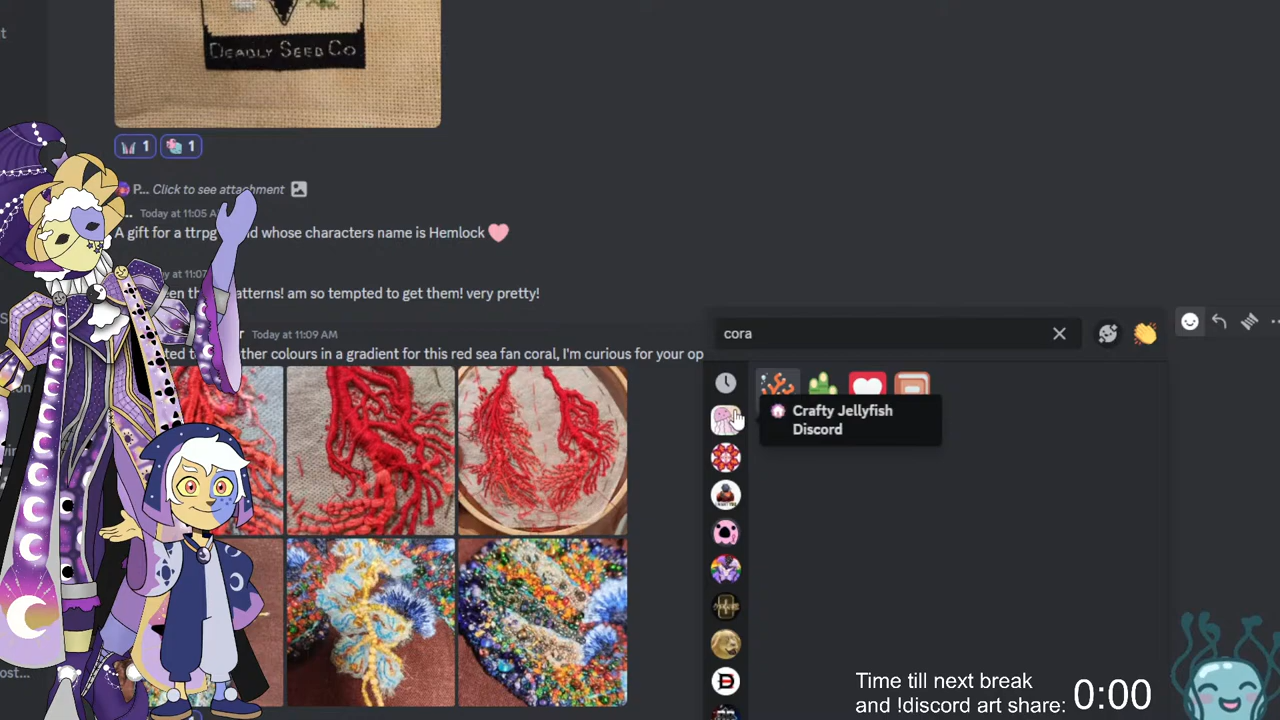 DEADLY SEED CO
1
1
P... Click to see attachment
Today at 11:05 A
A gift for a ttrpg whose characters name is Hemlock
at 11:07
atterns! am so tempted to get them! very pretty!
r Today at 11:09 AM
ted t ther colours in a gradient for this red sea fan coral, I'm curious for your op
cora
Crafty Jellyfish
Discord
Time till next break
and !discord art share: 0:00
ost...